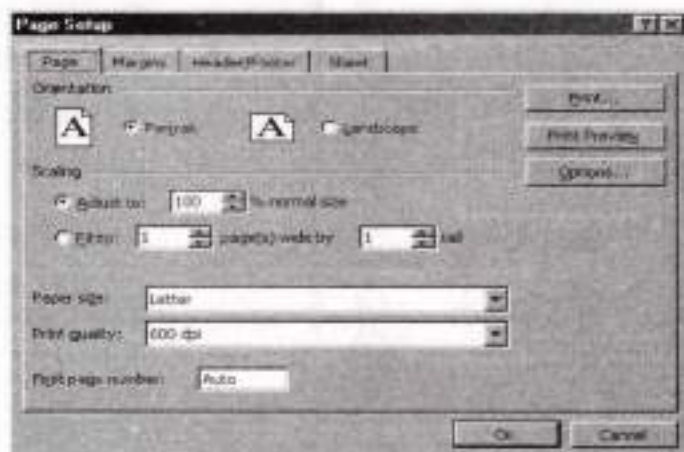 Page Setup
Page Margins Header/Footer Sheet
Orientation
A Portrait A Landscape
Print...
Print Preview
Options...
Scaling
Adjust to: 100 % normal size
Fit to: 1 page(s) wide by 1 tall
Paper size: Letter
Print quality: 600 dpi
First page number: Auto
OK Cancel